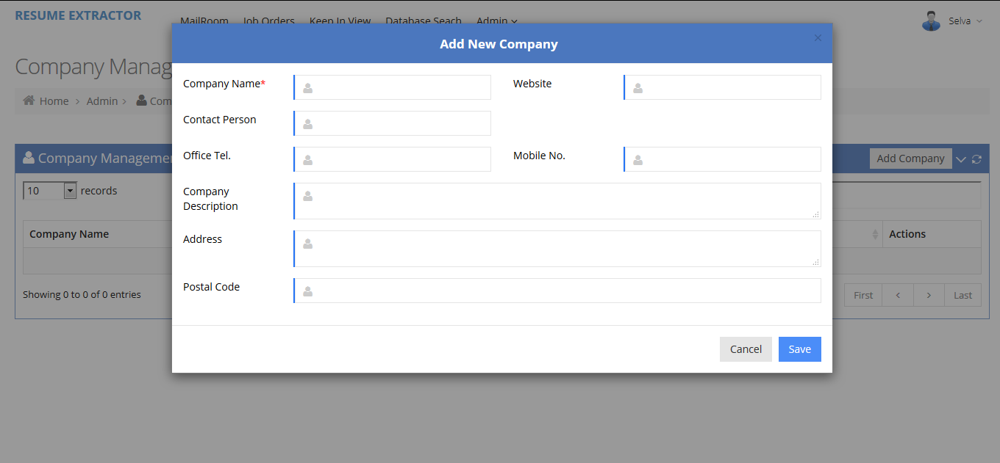 RESUME EXTRACTOR
MailRoom Job Orders Keep In View Database Seach Admin
Selva
Company Manag
Home > Admin > Com
Add New Company
×
Company Name*
Website
Contact Person
Office Tel.
Mobile No.
Company
Description
Address
Postal Code
Cancel Save
Company Managemen
Add Company
10 records
Company Name
Actions
Showing 0 to 0 of 0 entries
First < > Last